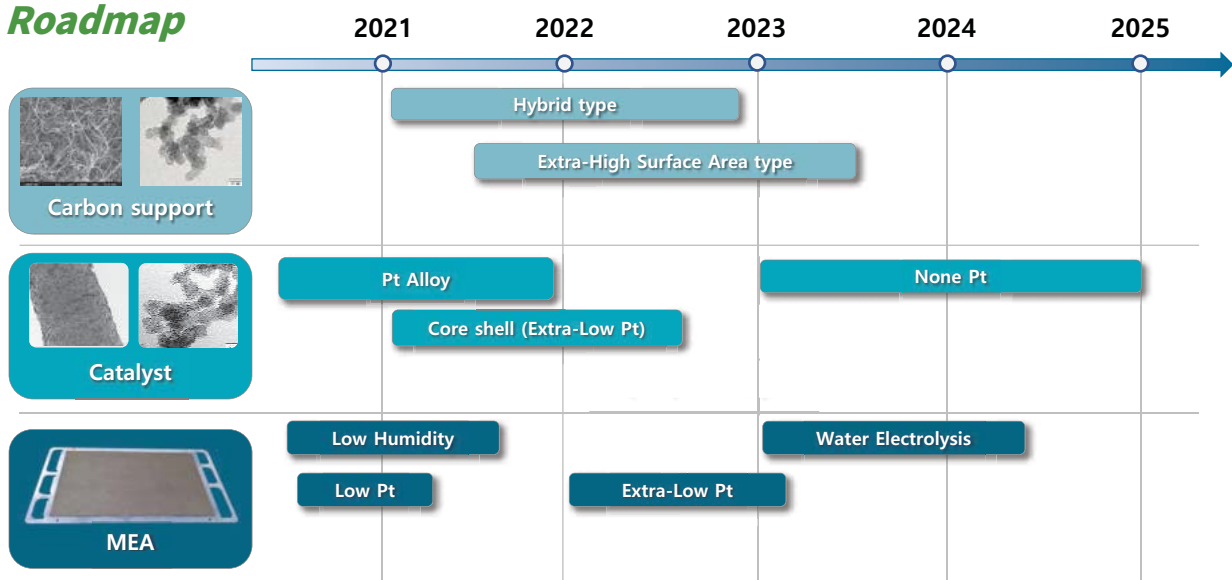 Roadmap
2021
2022
2023
2024
2025
Hybrid type
Extra-High Surface Area type
Carbon support
Pt Alloy
None Pt
Core shell (Extra-Low Pt)
Catalyst
Low Humidity
Water Electrolysis
Low Pt
Extra-Low Pt
MEA